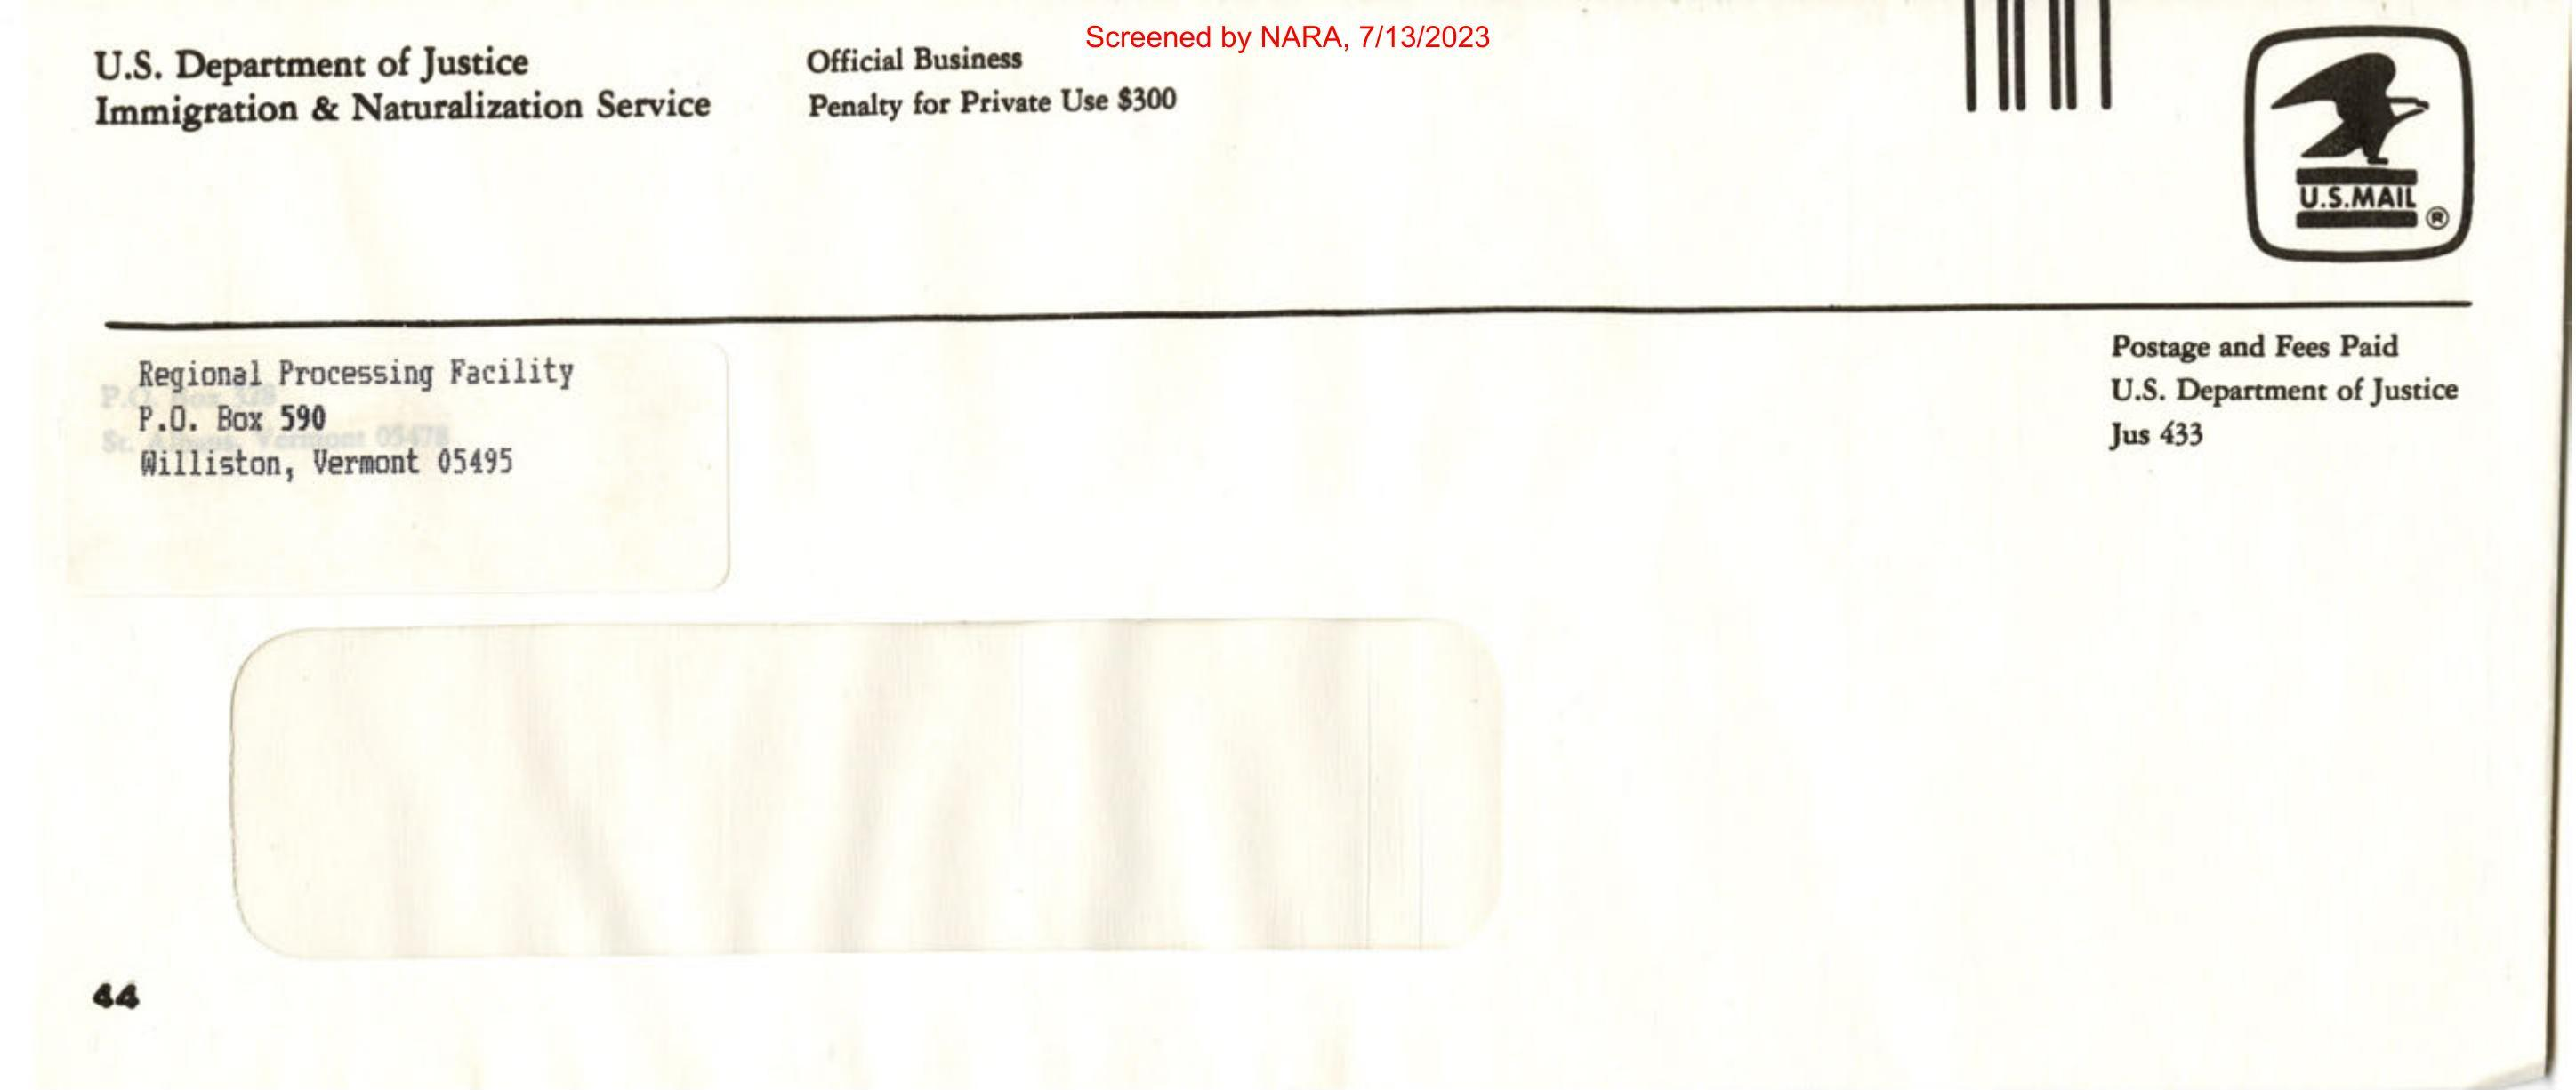 Screened by NARA, 7/13/2023
U.S. Department of Justice
Immigration & Naturalization Service
Official Business
Penalty for Private Use $300
U.S.MAIL ®
Regional Processing Facility
P.O. Box 590
Williston, Vermont 05495
P.O. Box 328
St. Albans, Vermont 05478
Postage and Fees Paid
U.S. Department of Justice
Jus 433
44